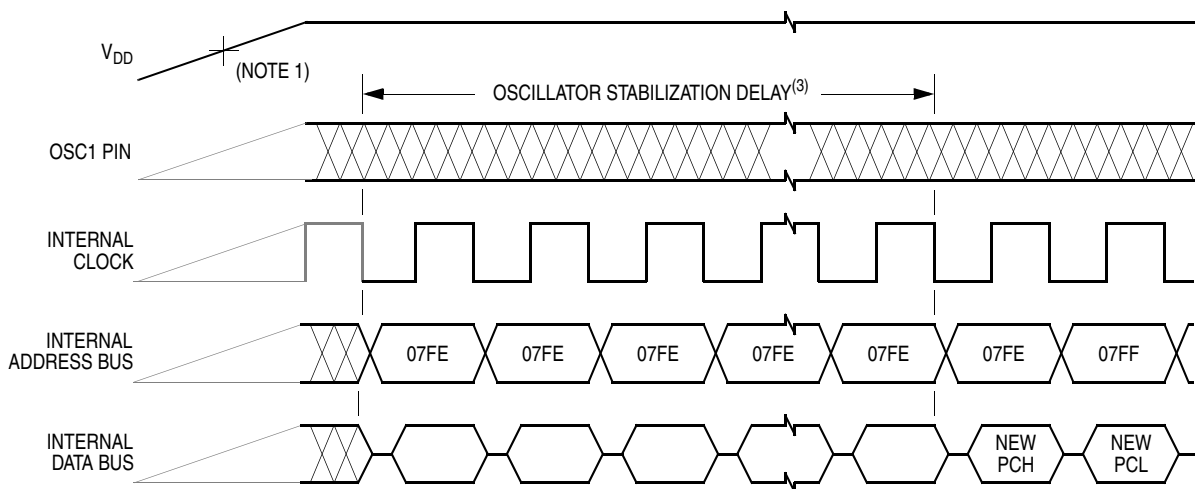 V_DD
(NOTE 1)
OSCILLATOR STABILIZATION DELAY(3)
OSC1 PIN
INTERNAL
CLOCK
INTERNAL
ADDRESS BUS
07FE 07FE 07FE 07FE 07FE 07FE 07FF
INTERNAL
DATA BUS
NEW
PCH
NEW
PCL